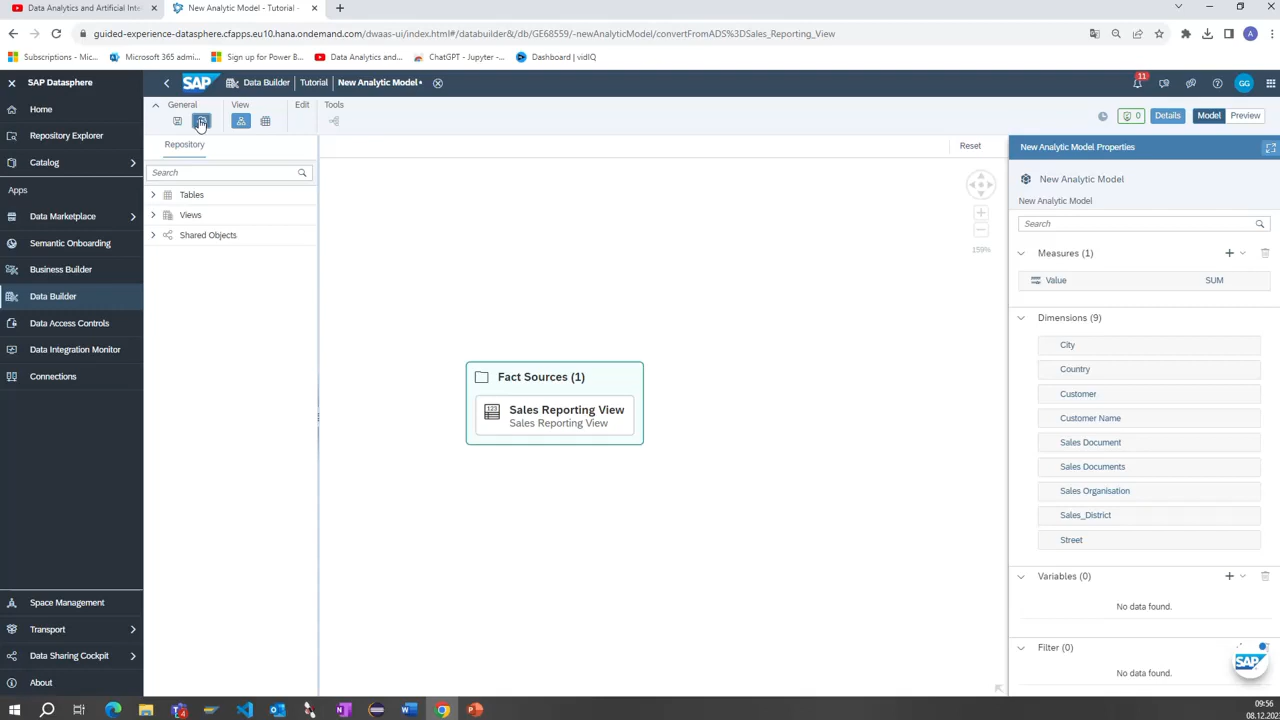 Data Analytics and Artificial Inte
New Analytic Model - Tutorial -
guided-experience-datasphere.cfapps.eu10.hana.ondemand.com/dwaas-ui/index.html#/databuilder&/db/GE68559/-newAnalyticModel/convertFromADS%3DSales_Reporting_View
A
Subscriptions - Mic...
Microsoft 365 admi...
Sign up for Power B...
Data Analytics and...
ChatGPT - Jupyter -...
Dashboard | vidIQ
SAP Datasphere
SAP
Data Builder
Tutorial
New Analytic Model•
11
GG
General
View
Edit
Tools
0
Details
Model
Preview
Home
Repository Explorer
Catalog
Apps
Data Marketplace
Semantic Onboarding
Business Builder
Data Builder
Data Access Controls
Data Integration Monitor
Connections
Space Management
Transport
Data Sharing Cockpit
About
Repository
Search
Tables
Views
Shared Objects
Reset
159%
Fact Sources (1)
123
Sales Reporting View
Sales Reporting View
New Analytic Model Properties
New Analytic Model
New Analytic Model
Search
Measures (1)
Value
SUM
Dimensions (9)
City
Country
Customer
Customer Name
Sales Document
Sales Documents
Sales Organisation
Sales_District
Street
Variables (0)
No data found.
Filter (0)
No data found.
SAP
09:56